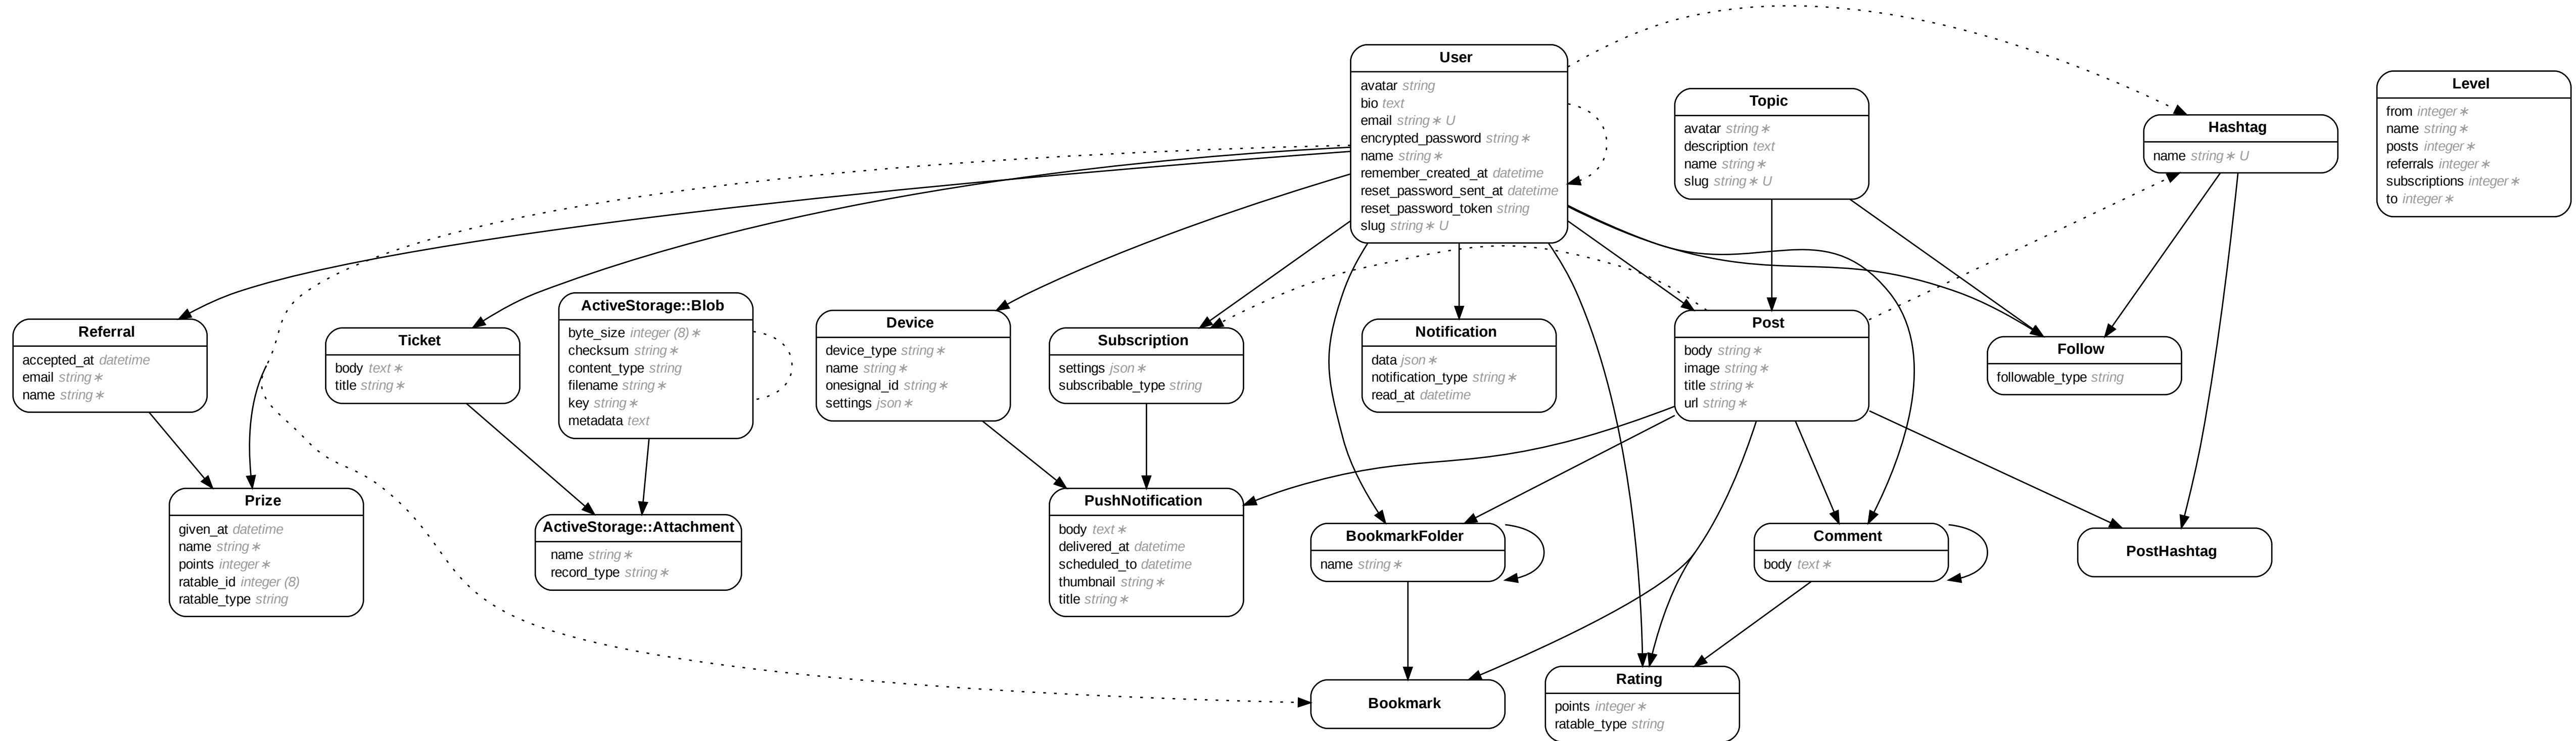 User
avatar string
bio text
email string∗ U
encrypted_password string∗
name string∗
remember_created_at datetime
reset_password_sent_at datetime
reset_password_token string
slug string∗ U
Topic
avatar string∗
description text
name string∗
slug string∗ U
Hashtag
name string∗ U
Level
from integer∗
name string∗
posts integer∗
referrals integer∗
subscriptions integer∗
to integer∗
Referral
accepted_at datetime
email string∗
name string∗
Ticket
body text∗
title string∗
ActiveStorage::Blob
byte_size integer (8)∗
checksum string∗
content_type string
filename string∗
key string∗
metadata text
Device
device_type string∗
name string∗
onesignal_id string∗
settings json∗
Subscription
settings json∗
subscribable_type string
Notification
data json∗
notification_type string∗
read_at datetime
Post
body string∗
image string∗
title string∗
url string∗
Follow
followable_type string
Prize
given_at datetime
name string∗
points integer∗
ratable_id integer (8)
ratable_type string
ActiveStorage::Attachment
name string∗
record_type string∗
PushNotification
body text∗
delivered_at datetime
scheduled_to datetime
thumbnail string∗
title string∗
BookmarkFolder
name string∗
Comment
body text∗
PostHashtag
Bookmark
Rating
points integer∗
ratable_type string